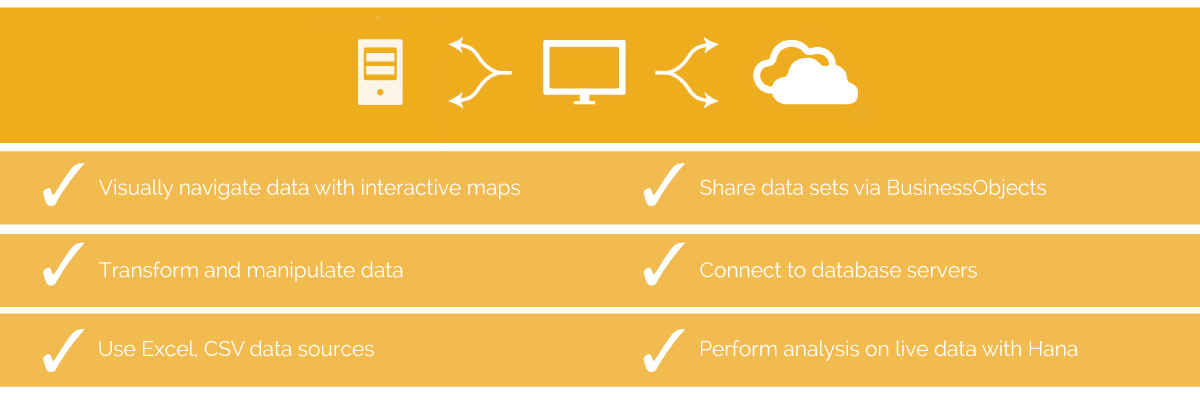 Visually navigate data with interactive maps
Share data sets via BusinessObjects
Transform and manipulate data
Connect to database servers
Use Excel, CSV data sources
Perform analysis on live data with Hana